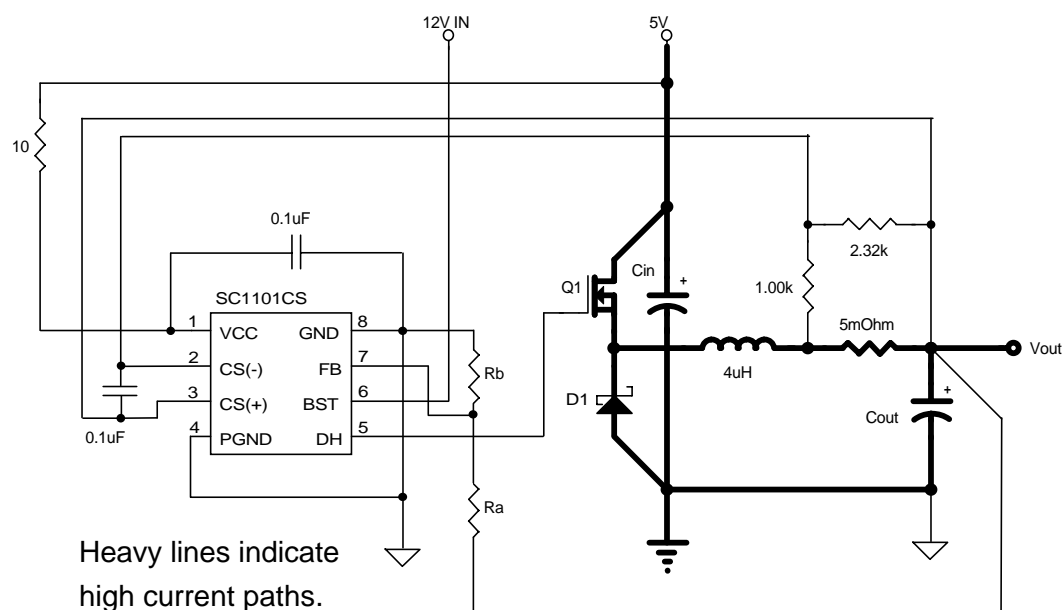 12V IN
5V
10
0.1uF
2.32k
Cin
+
Q1
1.00k
SC1101CS
1 VCC GND 8
2 CS(-) FB 7
3 CS(+) BST 6
4 PGND DH 5
5mOhm
Vout
Rb
4uH
D1
+
Cout
0.1uF
Ra
Heavy lines indicate
high current paths.